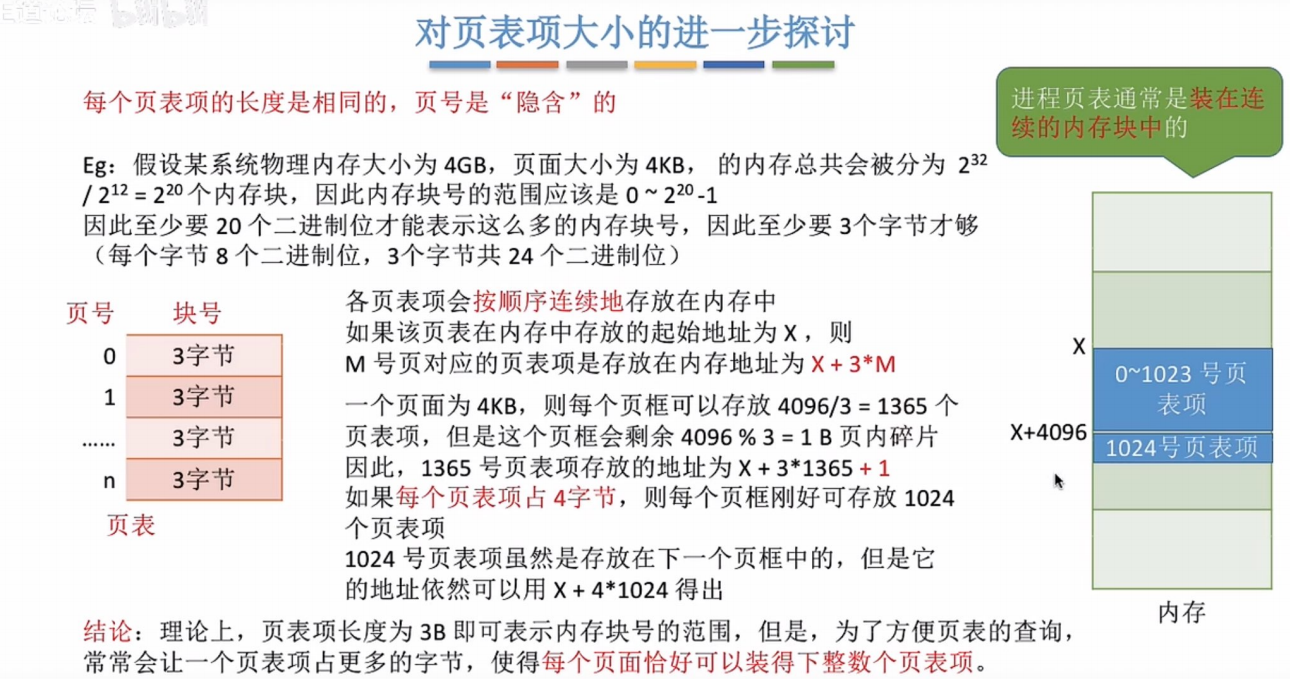 对页表项大小的进一步探讨
每个页表项的长度是相同的，页号是“隐含”的
进程页表通常是装在连
续的内存块中的
Eg：假设某系统物理内存大小为 4GB，页面大小为 4KB， 的内存总共会被分为 2³²
/ 2¹² = 2²⁰ 个内存块，因此内存块号的范围应该是 0 ~ 2²⁰ -1
因此至少要 20 个二进制位才能表示这么多的内存块号，因此至少要 3个字节才够
（每个字节 8 个二进制位，3个字节共 24 个二进制位）
页号 块号
0 3字节
1 3字节
…… 3字节
n 3字节
页表
各页表项会按顺序连续地存放在内存中
如果该页表在内存中存放的起始地址为 X ，则
M 号页对应的页表项是存放在内存地址为 X + 3*M
一个页面为 4KB，则每个页框可以存放 4096/3 = 1365 个
页表项，但是这个页框会剩余 4096 % 3 = 1 B 页内碎片
因此，1365 号页表项存放的地址为 X + 3*1365 + 1
如果每个页表项占 4字节，则每个页框刚好可存放 1024
个页表项
1024 号页表项虽然是存放在下一个页框中的，但是它
的地址依然可以用 X + 4*1024 得出
X
0~1023 号页
表项
X+4096
1024号页表项
内存
结论：理论上，页表项长度为 3B 即可表示内存块号的范围，但是，为了方便页表的查询，
常常会让一个页表项占更多的字节，使得每个页面恰好可以装得下整数个页表项。